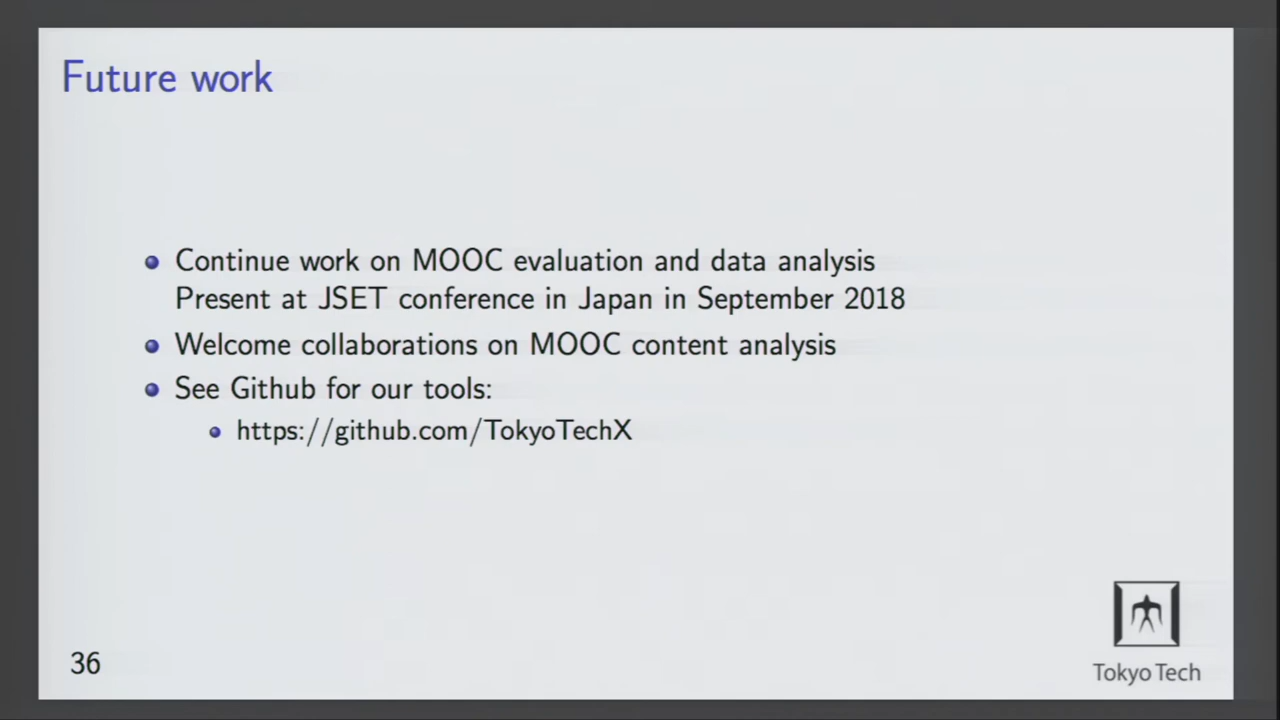 Future work
Continue work on MOOC evaluation and data analysis
Present at JSET conference in Japan in September 2018
Welcome collaborations on MOOC content analysis
See Github for our tools:
https://github.com/TokyoTechX
36
Tokyo Tech